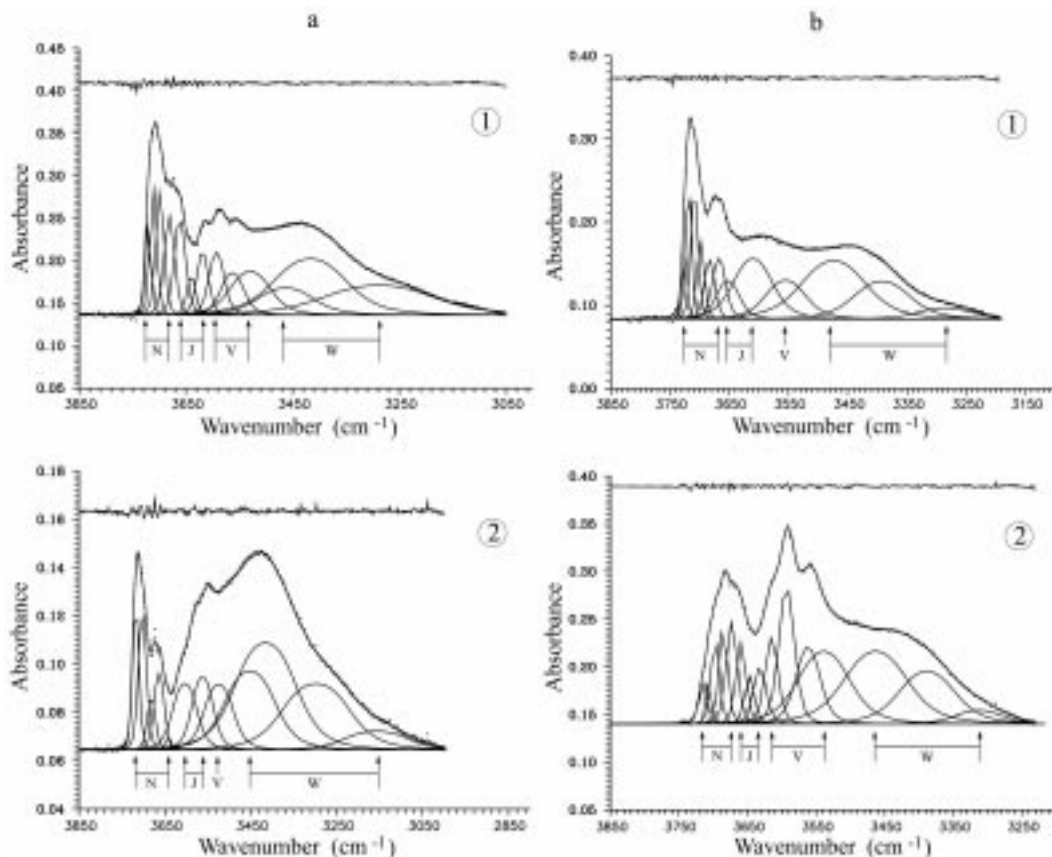 a
b
0.45
0.40
0.35
0.30
0.25
0.20
0.15
0.10
0.05
Absorbance
1
N J V W
3850 3650 3450 3250 3050
Wavenumber (cm -1)
0.40
0.30
0.20
0.10
0.00
Absorbance
1
N J V W
3850 3750 3650 3550 3450 3350 3250 3150
Wavenumber (cm -1)
0.18
0.16
0.14
0.12
0.10
0.08
0.06
0.04
Absorbance
2
N J V W
3850 3650 3450 3250 3050 2850
Wavenumber (cm -1)
0.40
0.35
0.30
0.25
0.20
0.15
0.10
0.05
Absorbance
2
N J V W
3850 3750 3650 3550 3450 3350 3250
Wavenumber (cm -1)